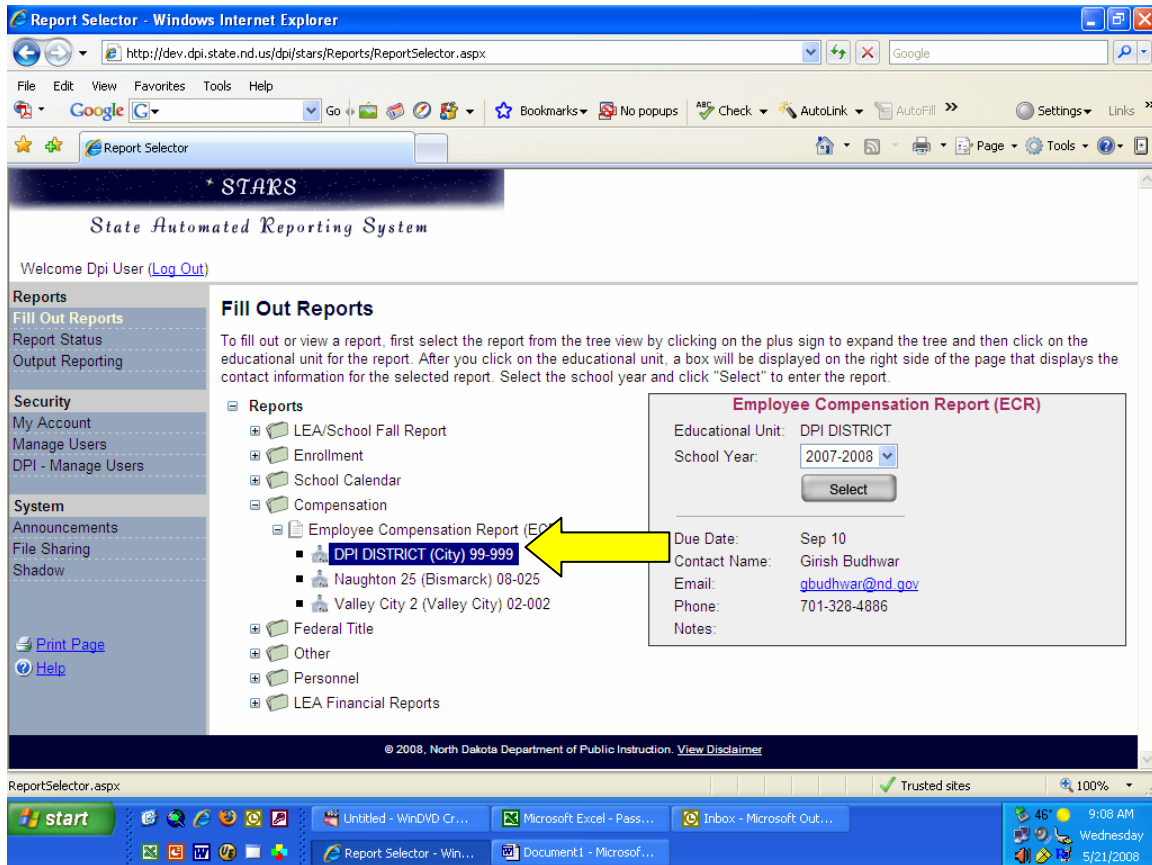 Report Selector - Windows Internet Explorer
http://dev.dpi.state.nd.us/dpi/stars/Reports/ReportSelector.aspx
Google
File Edit View Favorites Tools Help
Google G Go Bookmarks No popups ABC Check AutoLink AutoFill » Settings Links »
Report Selector
Page Tools
STARS
State Automated Reporting System
Welcome Dpi User (Log Out)
Reports
Fill Out Reports
Report Status
Output Reporting
Security
My Account
Manage Users
DPI - Manage Users
System
Announcements
File Sharing
Shadow
Print Page
Help
Fill Out Reports
To fill out or view a report, first select the report from the tree view by clicking on the plus sign to expand the tree and then click on the
educational unit for the report. After you click on the educational unit, a box will be displayed on the right side of the page that displays the
contact information for the selected report. Select the school year and click "Select" to enter the report.
Reports
LEA/School Fall Report
Enrollment
School Calendar
Compensation
Employee Compensation Report (EC
DPI DISTRICT (City) 99-999
Naughton 25 (Bismarck) 08-025
Valley City 2 (Valley City) 02-002
Federal Title
Other
Personnel
LEA Financial Reports
Employee Compensation Report (ECR)
Educational Unit: DPI DISTRICT
School Year: 2007-2008
Select
Due Date: Sep 10
Contact Name: Girish Budhwar
Email: gbudhwar@nd.gov
Phone: 701-328-4886
Notes:
© 2008, North Dakota Department of Public Instruction. View Disclaimer
ReportSelector.aspx
Trusted sites
100%
start
Untitled - WinDVD Cr...
Microsoft Excel - Pass...
Inbox - Microsoft Out...
Report Selector - Win...
Document1 - Microsof...
46°
9:08 AM
Wednesday
5/21/2008